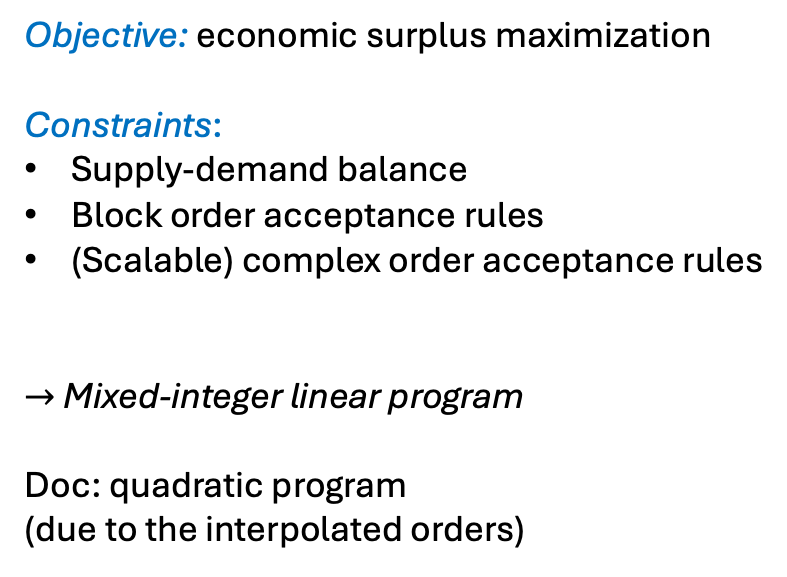 Objective: economic surplus maximization
Constraints:
• Supply-demand balance
• Block order acceptance rules
• (Scalable) complex order acceptance rules
→ Mixed-integer linear program
Doc: quadratic program
(due to the interpolated orders)